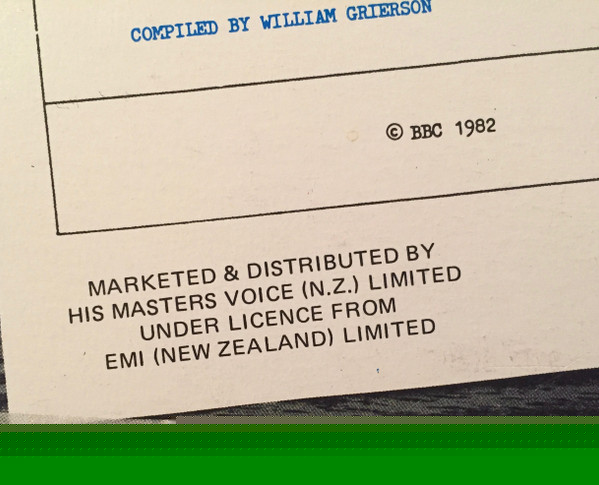 COMPILED BY WILLIAM GRIERSON
© BBC 1982
MARKETED & DISTRIBUTED BY
HIS MASTERS VOICE (N.Z.) LIMITED
UNDER LICENCE FROM
EMI (NEW ZEALAND) LIMITED